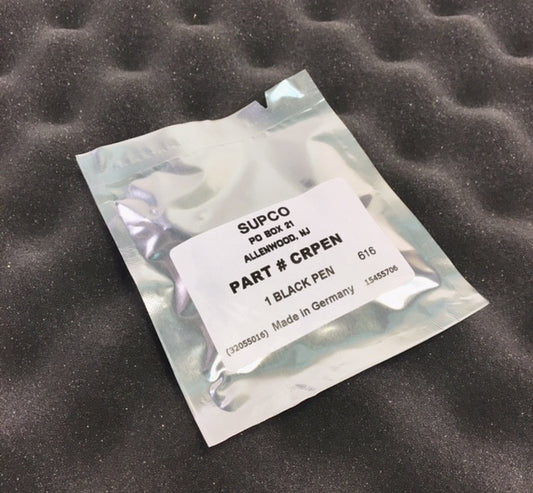 SUPCO
PO BOX 21
ALLENWOOD, NJ
PART # CRPEN
1 BLACK PEN 616
(32055016) Made in Germany 15455706